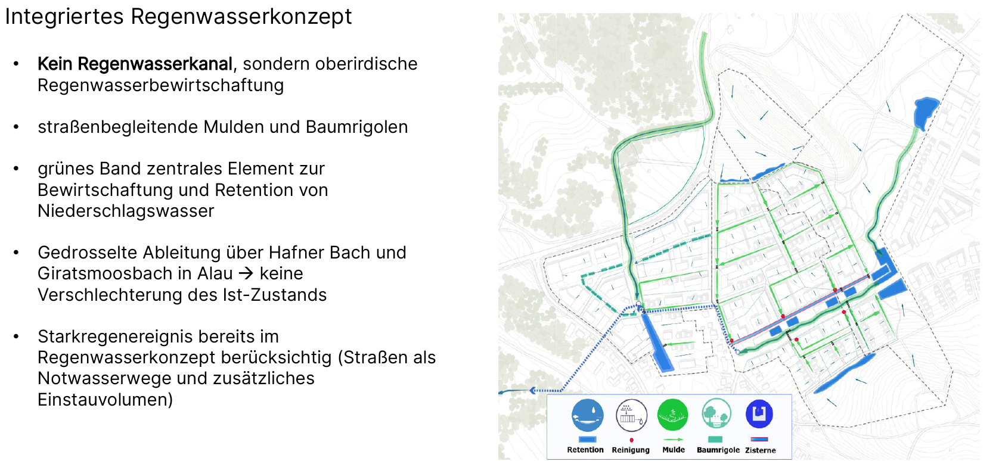 Integriertes Regenwasserkonzept
• Kein Regenwasserkanal, sondern oberirdische
Regenwasserbewirtschaftung
• straßenbegleitende Mulden und Baumrigolen
• grünes Band zentrales Element zur
Bewirtschaftung und Retention von
Niederschlagswasser
• Gedrosselte Ableitung über Hafner Bach und
Giratsmoosbach in Alau → keine
Verschlechterung des Ist-Zustands
• Starkregenereignis bereits im
Regenwasserkonzept berücksichtig (Straßen als
Notwasserwege und zusätzliches
Einstauvolumen)
Retention Reinigung Mulde Baumrigole Zisterne